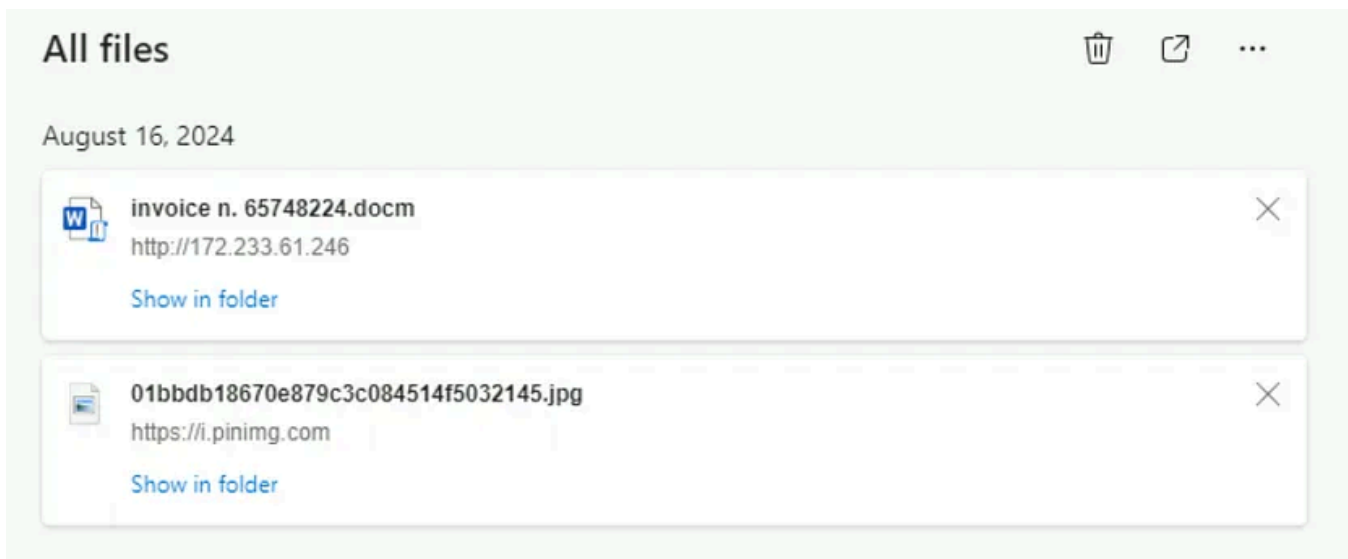 All files
August 16, 2024
W
invoice n. 65748224.docm
http://172.233.61.246
Show in folder
01bbdb18670e879c3c084514f5032145.jpg
https://i.pinimg.com
Show in folder